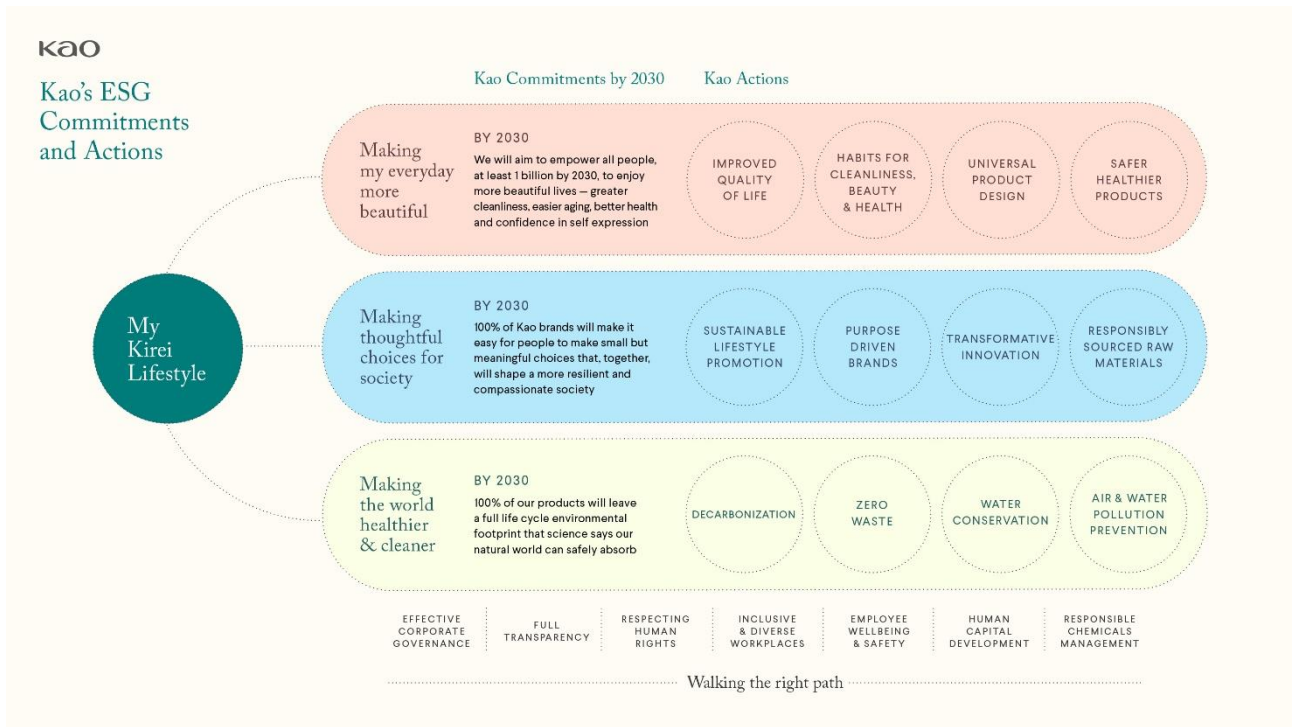 Kao
Kao's ESG
Commitments
and Actions
Kao Commitments by 2030
Kao Actions
My
Kirei
Lifestyle
Making
my everyday
more
beautiful
BY 2030
We will aim to empower all people,
at least 1 billion by 2030, to enjoy
more beautiful lives — greater
cleanliness, easier aging, better health
and confidence in self expression
IMPROVED
QUALITY
OF LIFE
HABITS FOR
CLEANLINESS,
BEAUTY
& HEALTH
UNIVERSAL
PRODUCT
DESIGN
SAFER
HEALTHIER
PRODUCTS
Making
thoughtful
choices for
society
BY 2030
100% of Kao brands will make it
easy for people to make small but
meaningful choices that, together,
will shape a more resilient and
compassionate society
SUSTAINABLE
LIFESTYLE
PROMOTION
PURPOSE
DRIVEN
BRANDS
TRANSFORMATIVE
INNOVATION
RESPONSIBLY
SOURCED RAW
MATERIALS
Making
the world
healthier
& cleaner
BY 2030
100% of our products will leave
a full life cycle environmental
footprint that science says our
natural world can safely absorb
DECARBONIZATION
ZERO
WASTE
WATER
CONSERVATION
AIR & WATER
POLLUTION
PREVENTION
EFFECTIVE
CORPORATE
GOVERNANCE
FULL
TRANSPARENCY
RESPECTING
HUMAN
RIGHTS
INCLUSIVE
& DIVERSE
WORKPLACES
EMPLOYEE
WELLBEING
& SAFETY
HUMAN
CAPITAL
DEVELOPMENT
RESPONSIBLE
CHEMICALS
MANAGEMENT
Walking the right path